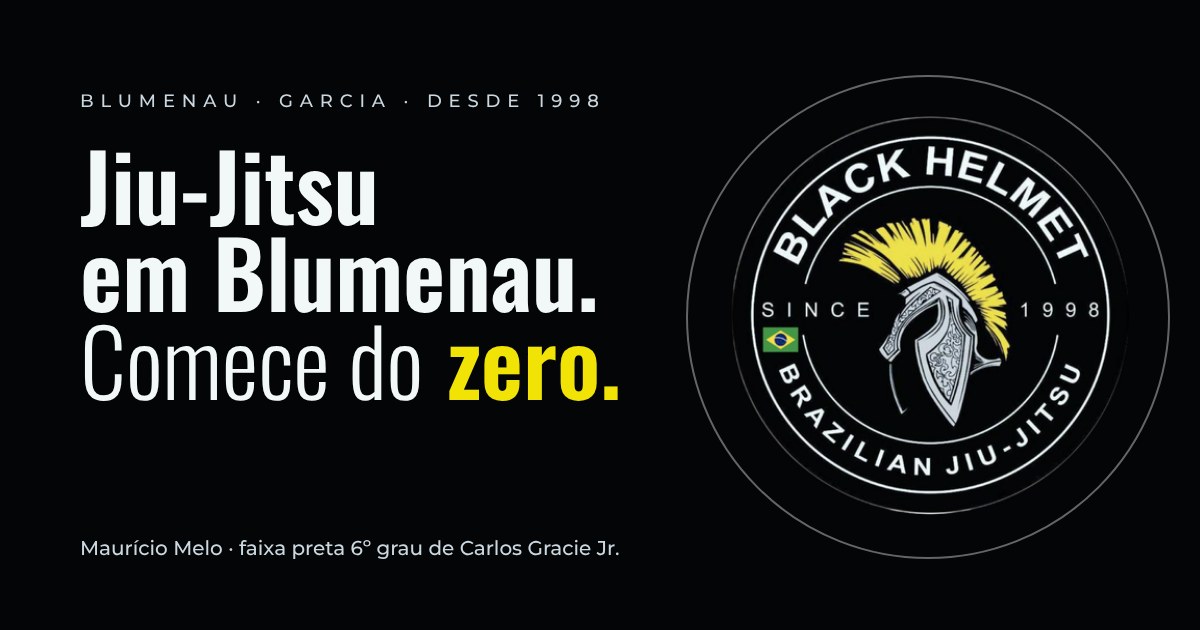 BLUMENAU · GARCIA · DESDE 1998
Jiu-Jitsu
em Blumenau.
Comece do zero.
Maurício Melo · faixa preta 6º grau de Carlos Gracie Jr.
BLACK HELMET
SINCE 1998
BRAZILIAN JIU-JITSU